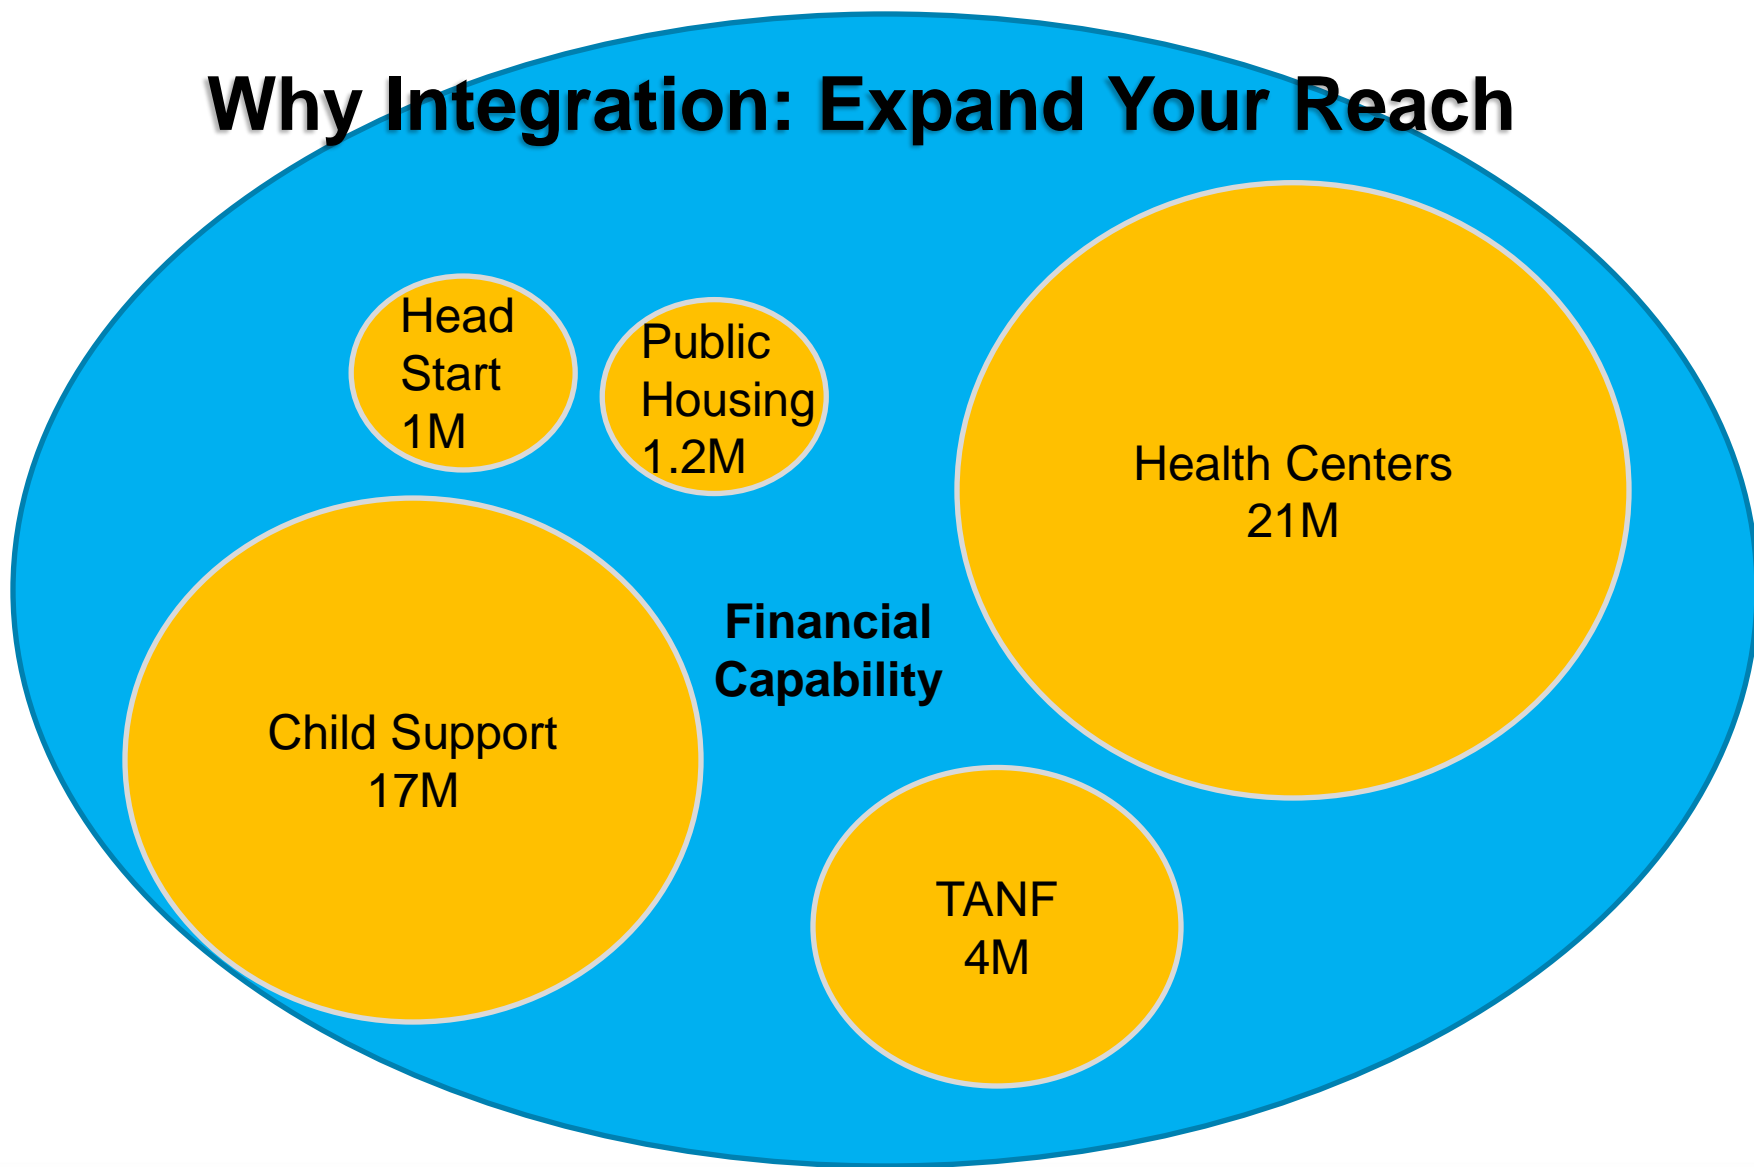 Why Integration: Expand Your Reach
Head
Start
1M
Public
Housing
1.2M
Health Centers
21M
Financial
Capability
Child Support
17M
TANF
4M